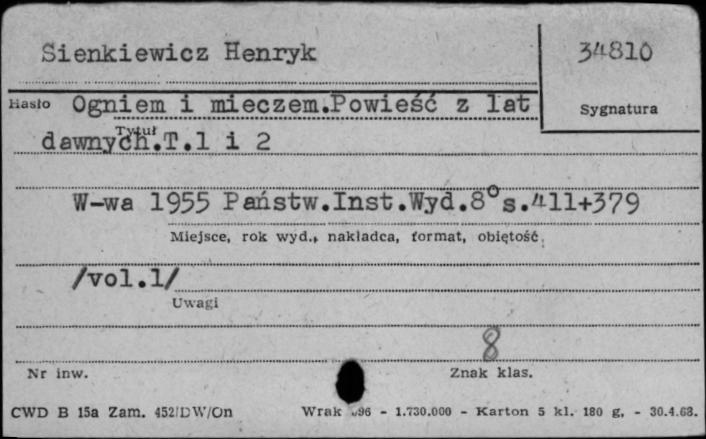 Sienkiewicz Henryk
34810
Hasło Ogniem i mieczem.Powieść z lat
Sygnatura
Tytuł
dawnych.T.1 i 2
W-wa 1955 Państw.Inst.Wyd.8°s.411+379
Miejsce, rok wyd., nakładca, format, objętość
/vol.1/
Uwagi
8
Nr inw.
Znak klas.
CWD B 15a Zam. 452/DW/On
Wrak - 1.730.000 - Karton 5 kl. 180 g. - 30.4.68.